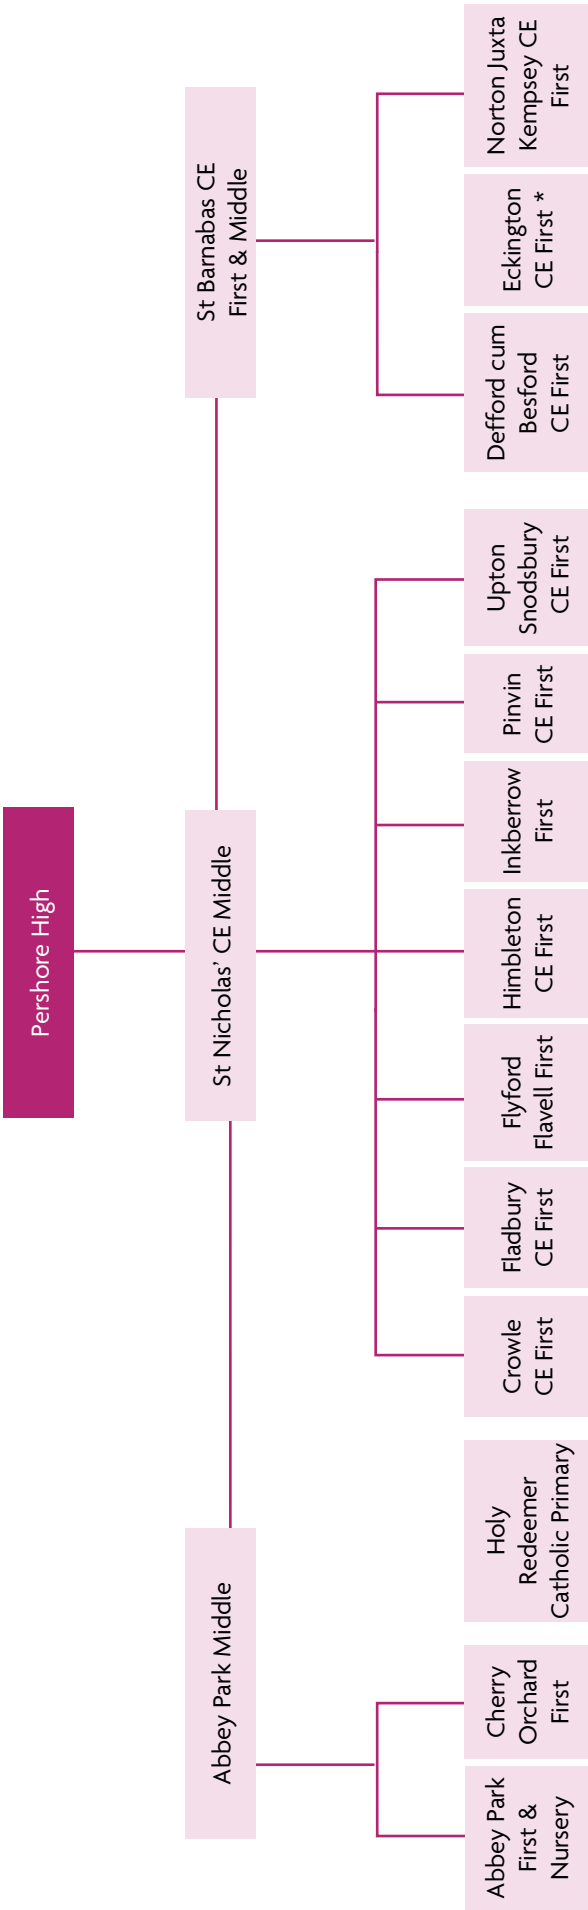 Pershore High
Abbey Park Middle
St Nicholas’ CE Middle
St Barnabas CE
First & Middle
Abbey Park
First &
Nursery
Cherry
Orchard
First
Holy
Redeemer
Catholic Primary
Crowle
CE First
Fladbury
CE First
Flyford
Flavell First
Himbleton
CE First
Inkberrow
First
Pinvin
CE First
Upton
Snodsbury
CE First
Defford cum
Besford
CE First
Eckington
CE First *
Norton Juxta
Kempsey CE
First